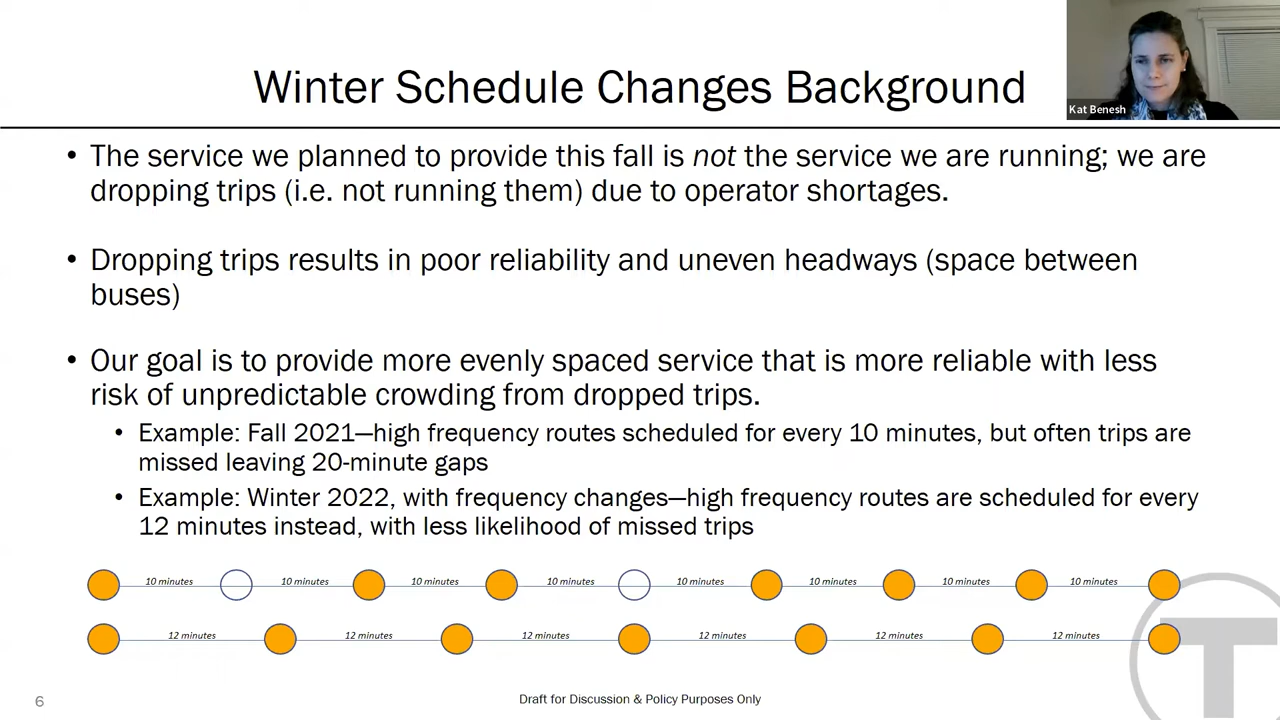 Winter Schedule Changes Background
Kat Benesh
• The service we planned to provide this fall is not the service we are running; we are
dropping trips (i.e. not running them) due to operator shortages.
• Dropping trips results in poor reliability and uneven headways (space between
buses)
• Our goal is to provide more evenly spaced service that is more reliable with less
risk of unpredictable crowding from dropped trips.
• Example: Fall 2021—high frequency routes scheduled for every 10 minutes, but often trips are
missed leaving 20-minute gaps
• Example: Winter 2022, with frequency changes—high frequency routes are scheduled for every
12 minutes instead, with less likelihood of missed trips
10 minutes 10 minutes 10 minutes 10 minutes 10 minutes 10 minutes 10 minutes 10 minutes
12 minutes 12 minutes 12 minutes 12 minutes 12 minutes 12 minutes
T
6 Draft for Discussion & Policy Purposes Only